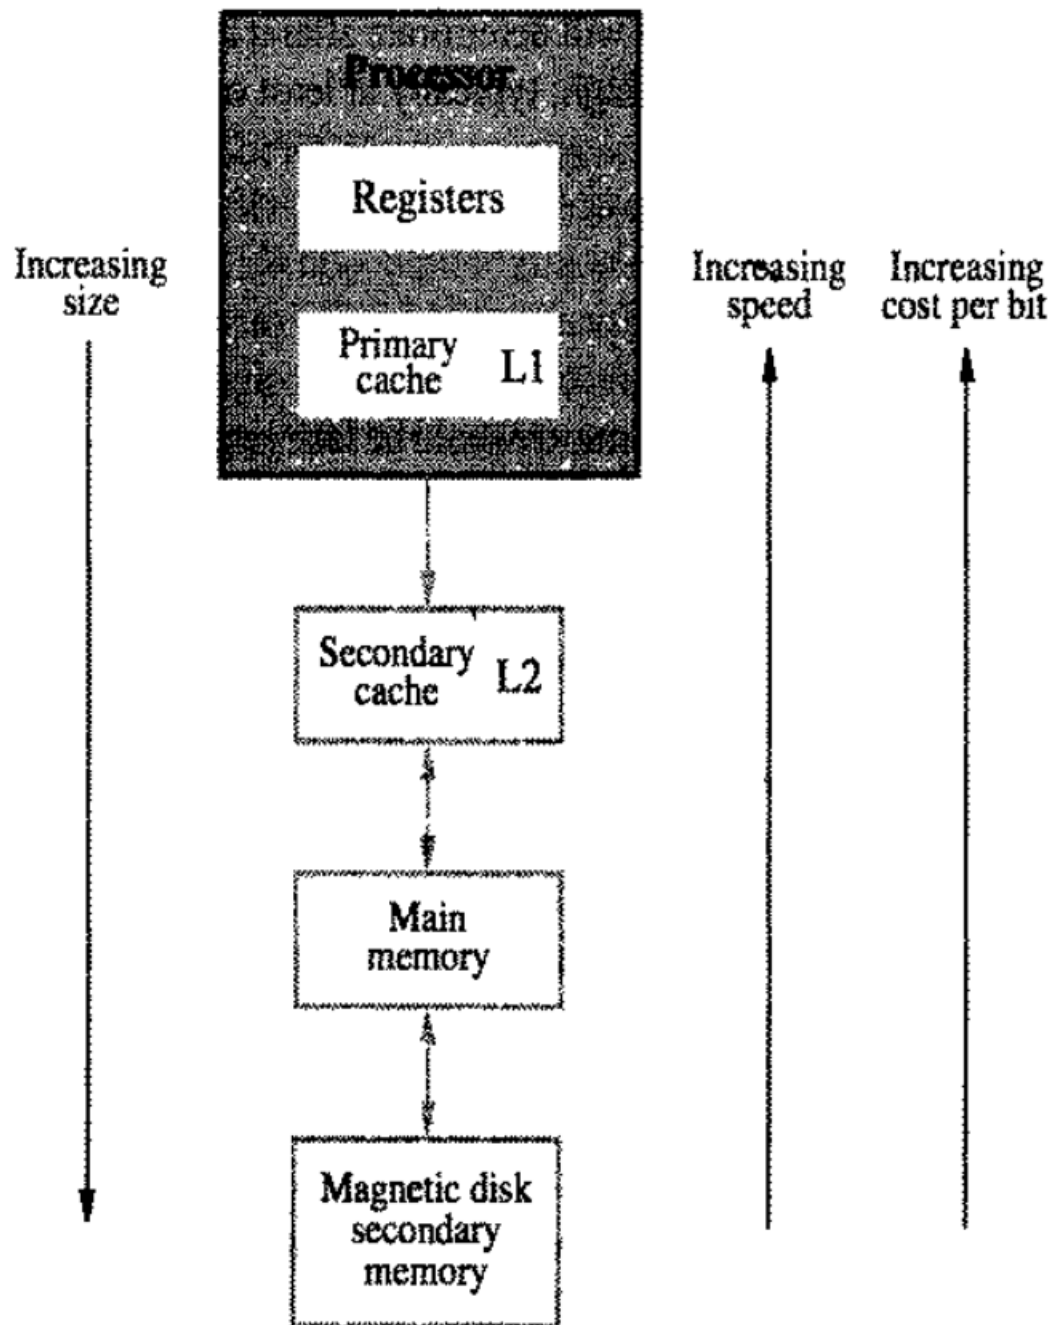 Processor
Registers
Increasing
size
Primary
cache
L1
Increasing
speed
Increasing
cost per bit
Secondary
cache
L2
Main
memory
Magnetic disk
secondary
memory